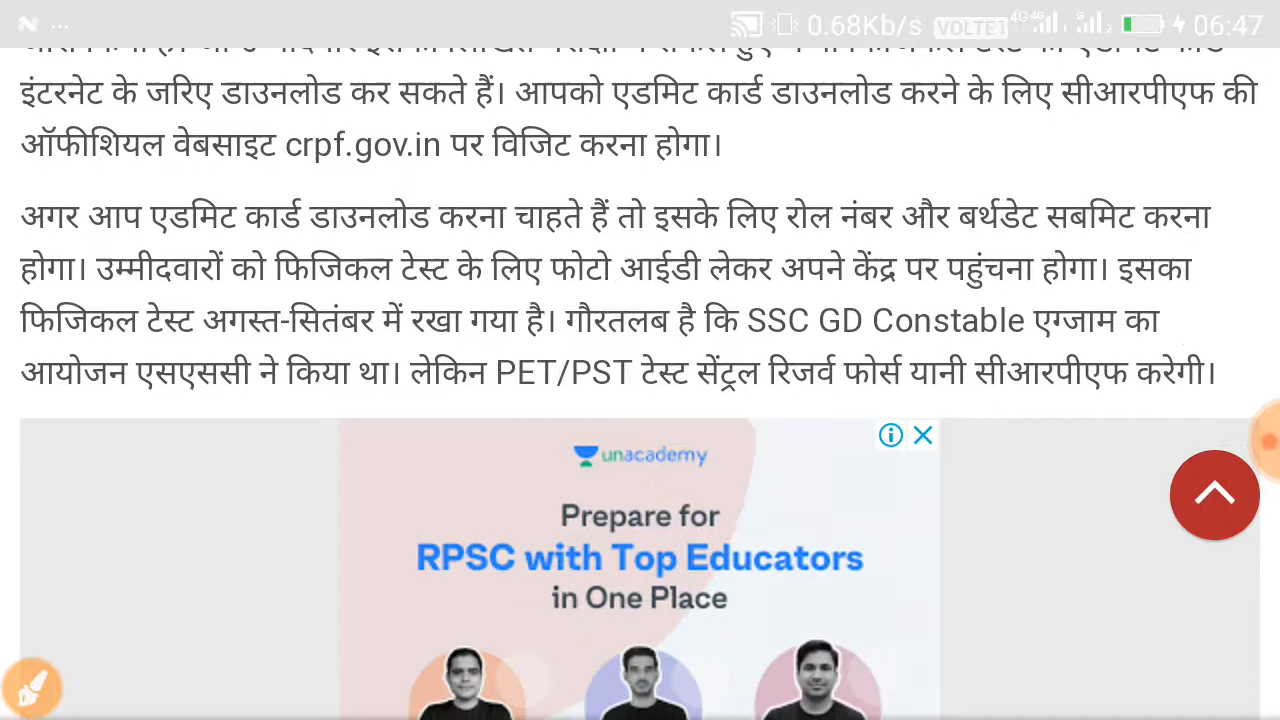 0.68Kb/s VOLTE 4G 4G G 2 06:47
इंटरनेट के जरिए डाउनलोड कर सकते हैं। आपको एडमिट कार्ड डाउनलोड करने के लिए सीआरपीएफ की
ऑफीशियल वेबसाइट crpf.gov.in पर विजिट करना होगा।
अगर आप एडमिट कार्ड डाउनलोड करना चाहते हैं तो इसके लिए रोल नंबर और बर्थडेट सबमिट करना
होगा। उम्मीदवारों को फिजिकल टेस्ट के लिए फोटो आईडी लेकर अपने केंद्र पर पहुंचना होगा। इसका
फिजिकल टेस्ट अगस्त-सितंबर में रखा गया है। गौरतलब है कि SSC GD Constable एग्जाम का
आयोजन एसएससी ने किया था। लेकिन PET/PST टेस्ट सेंट्रल रिजर्व फोर्स यानी सीआरपीएफ करेगी।
unacademy
Prepare for
RPSC with Top Educators
in One Place